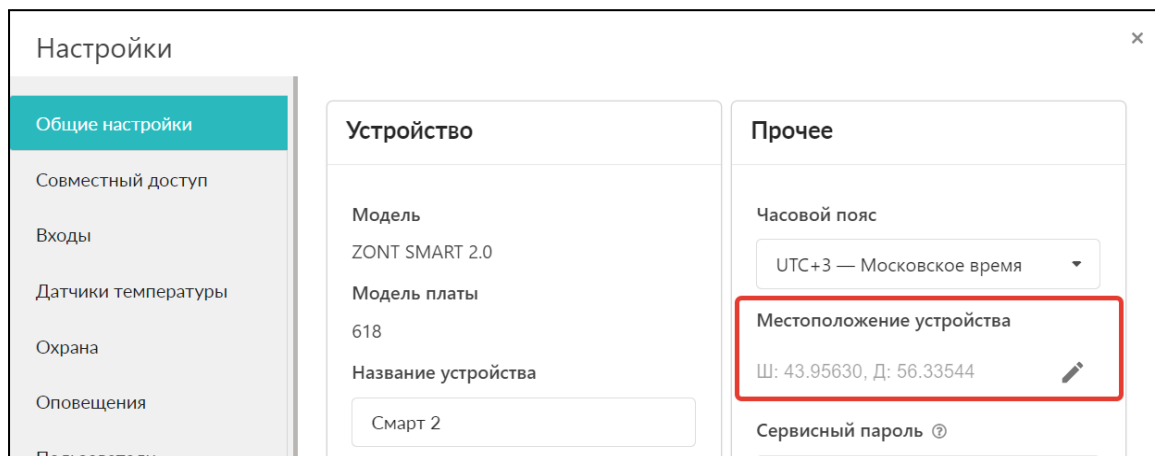 Настройки
×
Общие настройки
Совместный доступ
Входы
Датчики температуры
Охрана
Оповещения
Устройство
Модель
ZONT SMART 2.0
Модель платы
618
Название устройства
Смарт 2
Прочее
Часовой пояс
UTC+3 — Московское время
Местоположение устройства
Ш: 43.95630, Д: 56.33544
Сервисный пароль ?